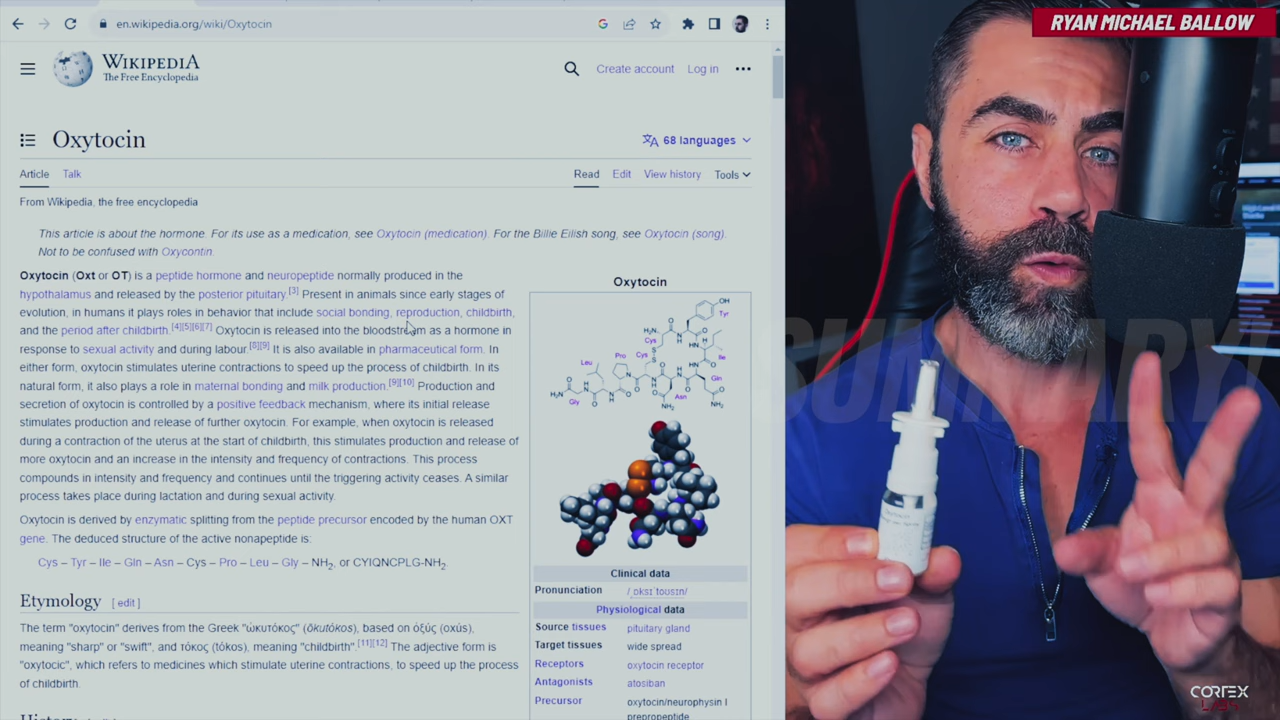 en.wikipedia.org/wiki/Oxytocin
RYAN MICHAEL BALLOW
WIKIPEDIA
The Free Encyclopedia
Create account Log in
Oxytocin
68 languages
Article Talk Read Edit View history Tools
From Wikipedia, the free encyclopedia
This article is about the hormone. For its use as a medication, see Oxytocin (medication). For the Billie Eilish song, see Oxytocin (song).
Not to be confused with Oxycontin.
Oxytocin (Oxt or OT) is a peptide hormone and neuropeptide normally produced in the
hypothalamus and released by the posterior pituitary.[3] Present in animals since early stages of
evolution, in humans it plays roles in behavior that include social bonding, reproduction, childbirth,
and the period after childbirth.[4][5][6][7] Oxytocin is released into the bloodstream as a hormone in
response to sexual activity and during labour.[8][9] It is also available in pharmaceutical form. In
either form, oxytocin stimulates uterine contractions to speed up the process of childbirth. In its
natural form, it also plays a role in maternal bonding and milk production.[9][10] Production and
secretion of oxytocin is controlled by a positive feedback mechanism, where its initial release
stimulates production and release of further oxytocin. For example, when oxytocin is released
during a contraction of the uterus at the start of childbirth, this stimulates production and release of
more oxytocin and an increase in the intensity and frequency of contractions. This process
compounds in intensity and frequency and continues until the triggering activity ceases. A similar
process takes place during lactation and during sexual activity.
Oxytocin is derived by enzymatic splitting from the peptide precursor encoded by the human OXT
gene. The deduced structure of the active nonapeptide is:
Cys – Tyr – Ile – Gln – Asn – Cys – Pro – Leu – Gly – NH2, or CYIQNCPLG-NH2.
Etymology [ edit ]
The term "oxytocin" derives from the Greek "ὠκυτόκος" (ōkutókos), based on ὀξύς (oxús),
meaning "sharp" or "swift", and τόκος (tókos), meaning "childbirth".[11][12] The adjective form is
"oxytocic", which refers to medicines which stimulate uterine contractions, to speed up the process
of childbirth.
Oxytocin
OH
Tyr
H2N
Cys
Pro Cys
Leu
Ile
Gln
H2N
Gly
Asn
NH2
NH2
Clinical data
Pronunciation /ˌɒksɪˈtoʊsɪn/
Physiological data
Source tissues pituitary gland
Target tissues wide spread
Receptors oxytocin receptor
Antagonists atosiban
Precursor oxytocin/neurophysin I
prepropeptide
SUMMARY!
CORTEX
LABS